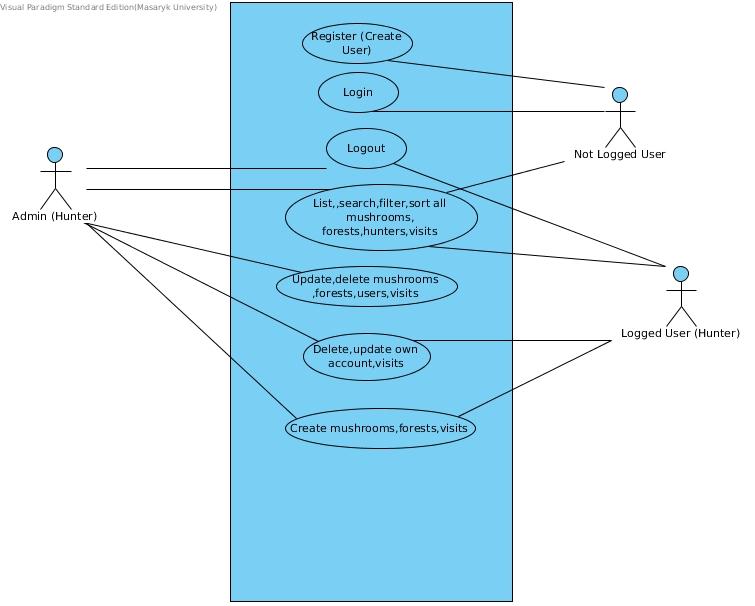 Visual Paradigm Standard Edition(Masaryk University)
Register (Create
User)
Login
Not Logged User
Logout
Admin (Hunter)
List,,search,filter,sort all
mushrooms,
forests,hunters,visits
Update,delete mushrooms
,forests,users,visits
Logged User (Hunter)
Delete,update own
account,visits
Create mushrooms,forests,visits